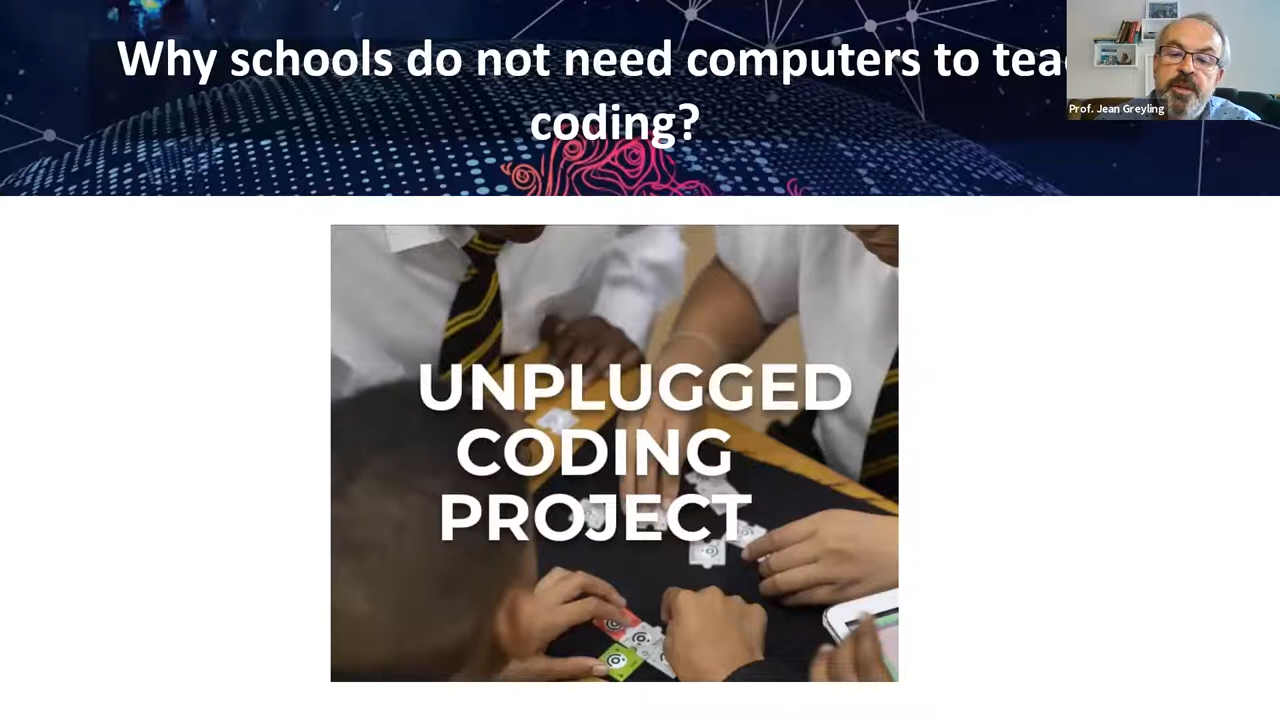 Why schools do not need computers to tea
coding?
Prof. Jean Greyling
UNPLUGGED
CODING
PROJECT